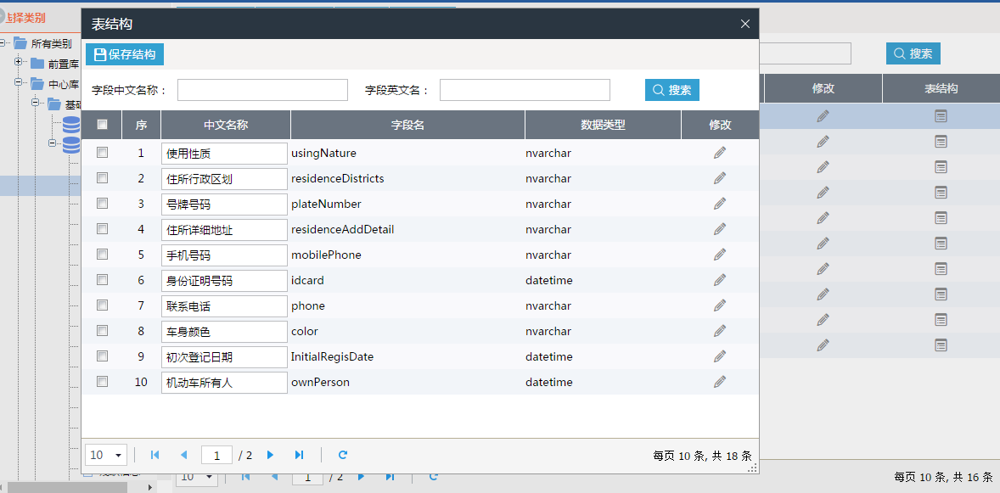 选择类别
所有类别
前置库
中心库
基础
表结构
保存结构
字段中文名称：
字段英文名：
搜索
搜索
序 中文名称 字段名 数据类型 修改
修改 表结构
1 使用性质 usingNature nvarchar
2 住所行政区划 residenceDistricts nvarchar
3 号牌号码 plateNumber nvarchar
4 住所详细地址 residenceAddDetail nvarchar
5 手机号码 mobilePhone nvarchar
6 身份证明号码 idcard datetime
7 联系电话 phone nvarchar
8 车身颜色 color nvarchar
9 初次登记日期 InitialRegisDate datetime
10 机动车所有人 ownPerson datetime
10 1 / 2
每页 10 条, 共 18 条
10 1 / 2
每页 10 条, 共 16 条